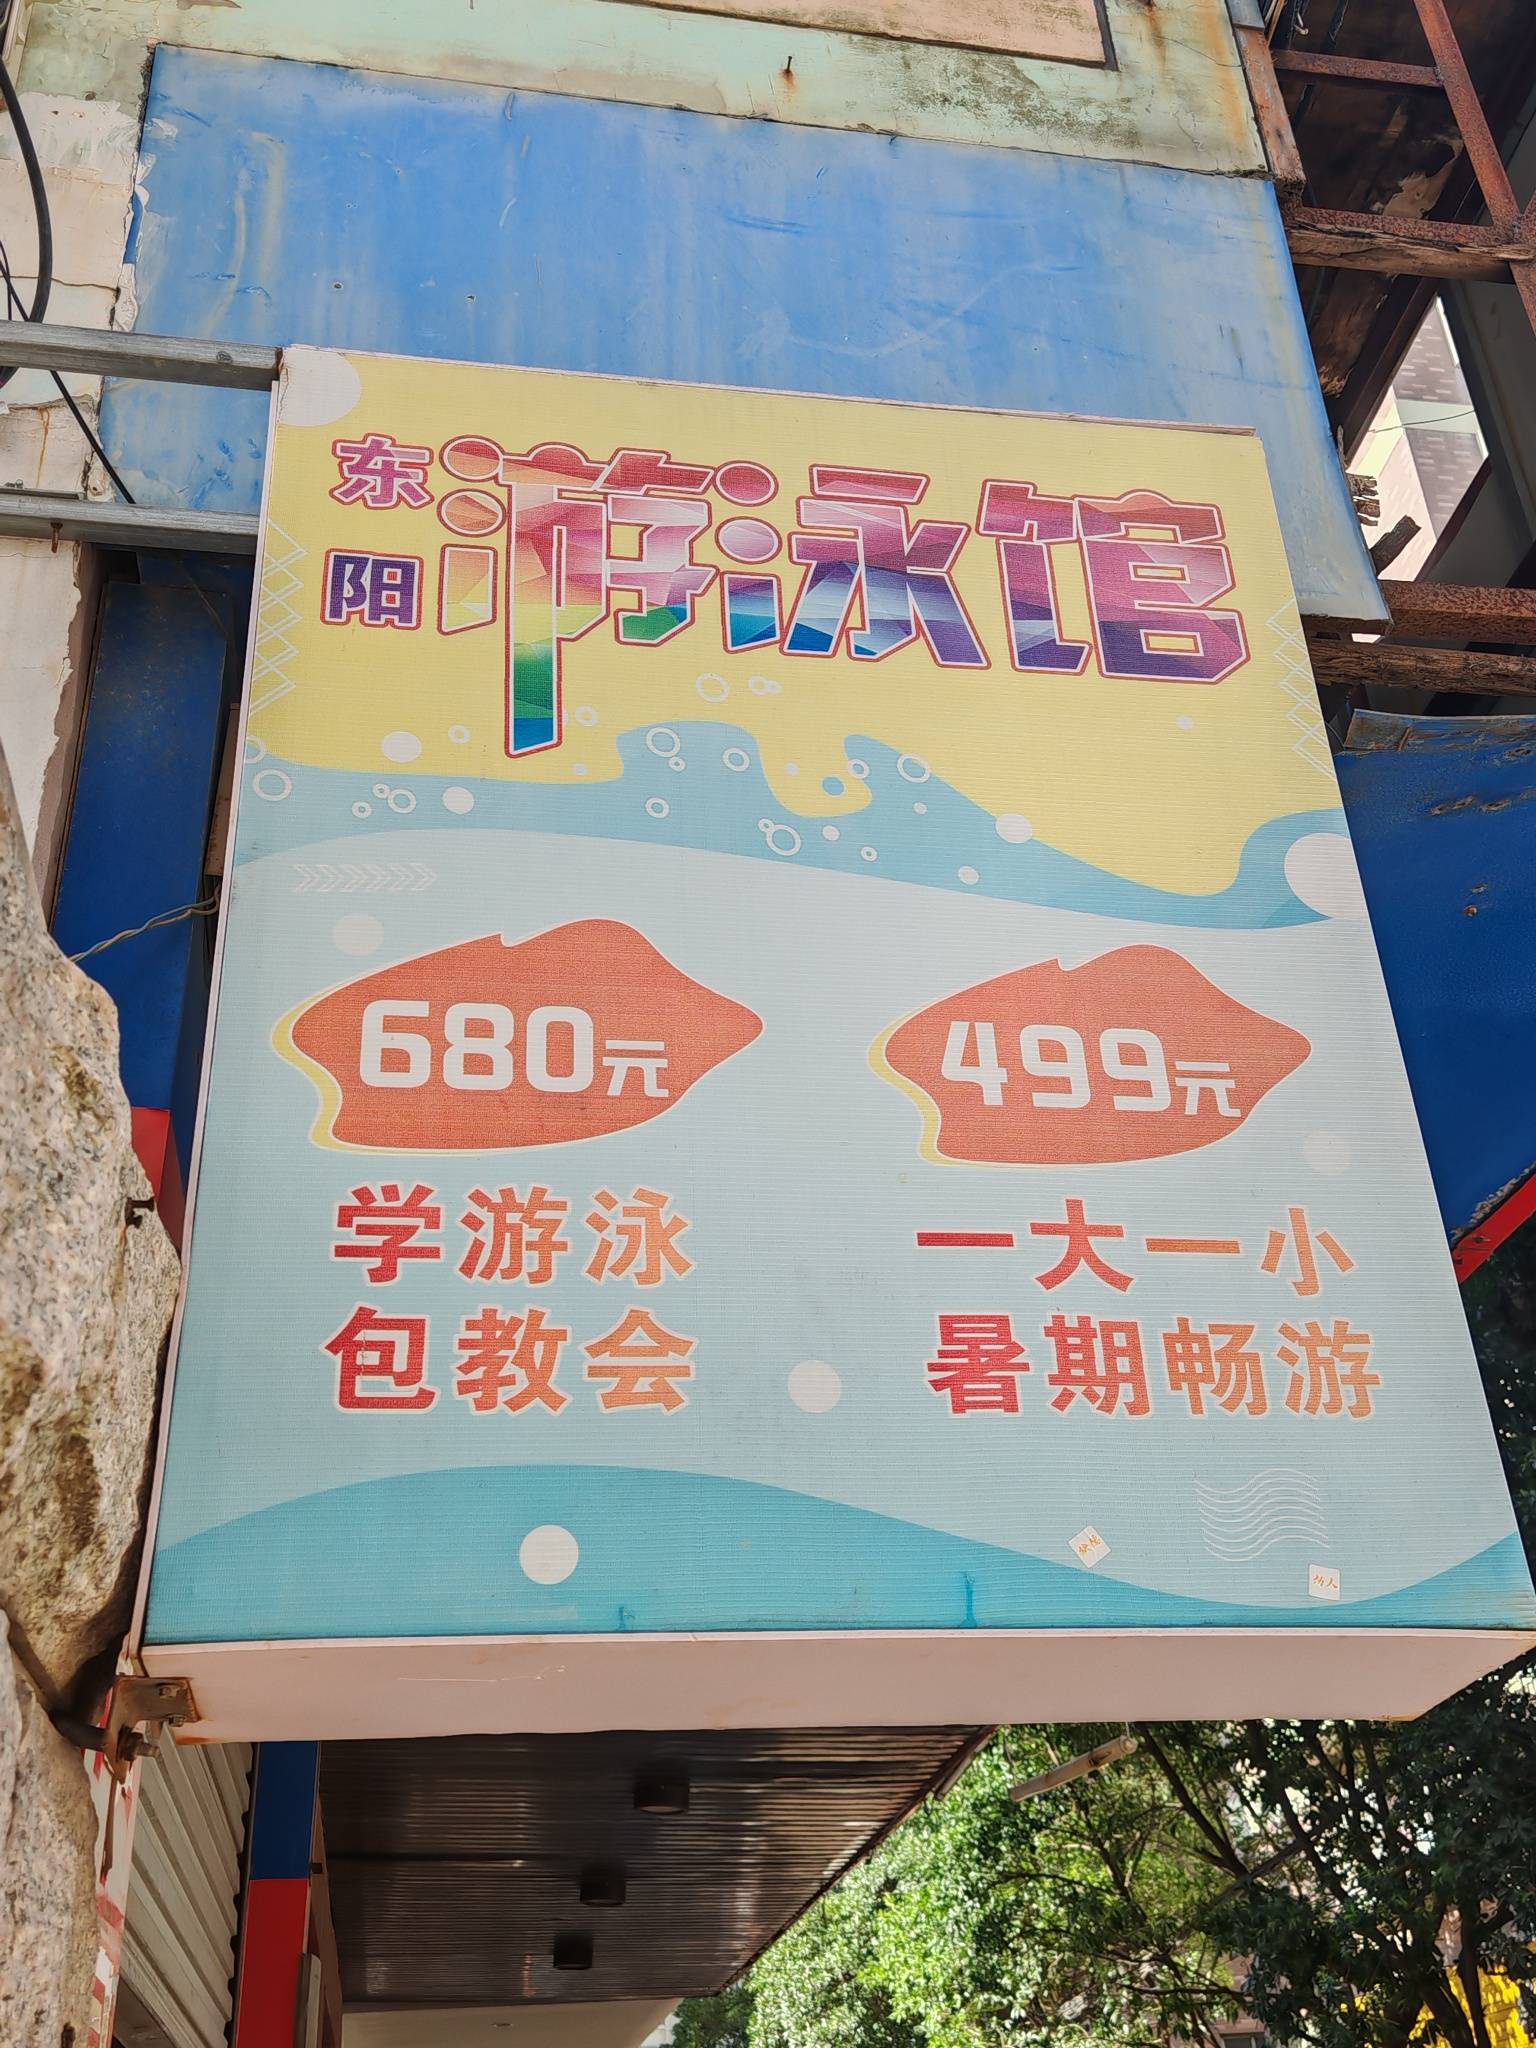 东阳游泳馆
680元
学游泳
包教会
499元
一大一小
暑期畅游